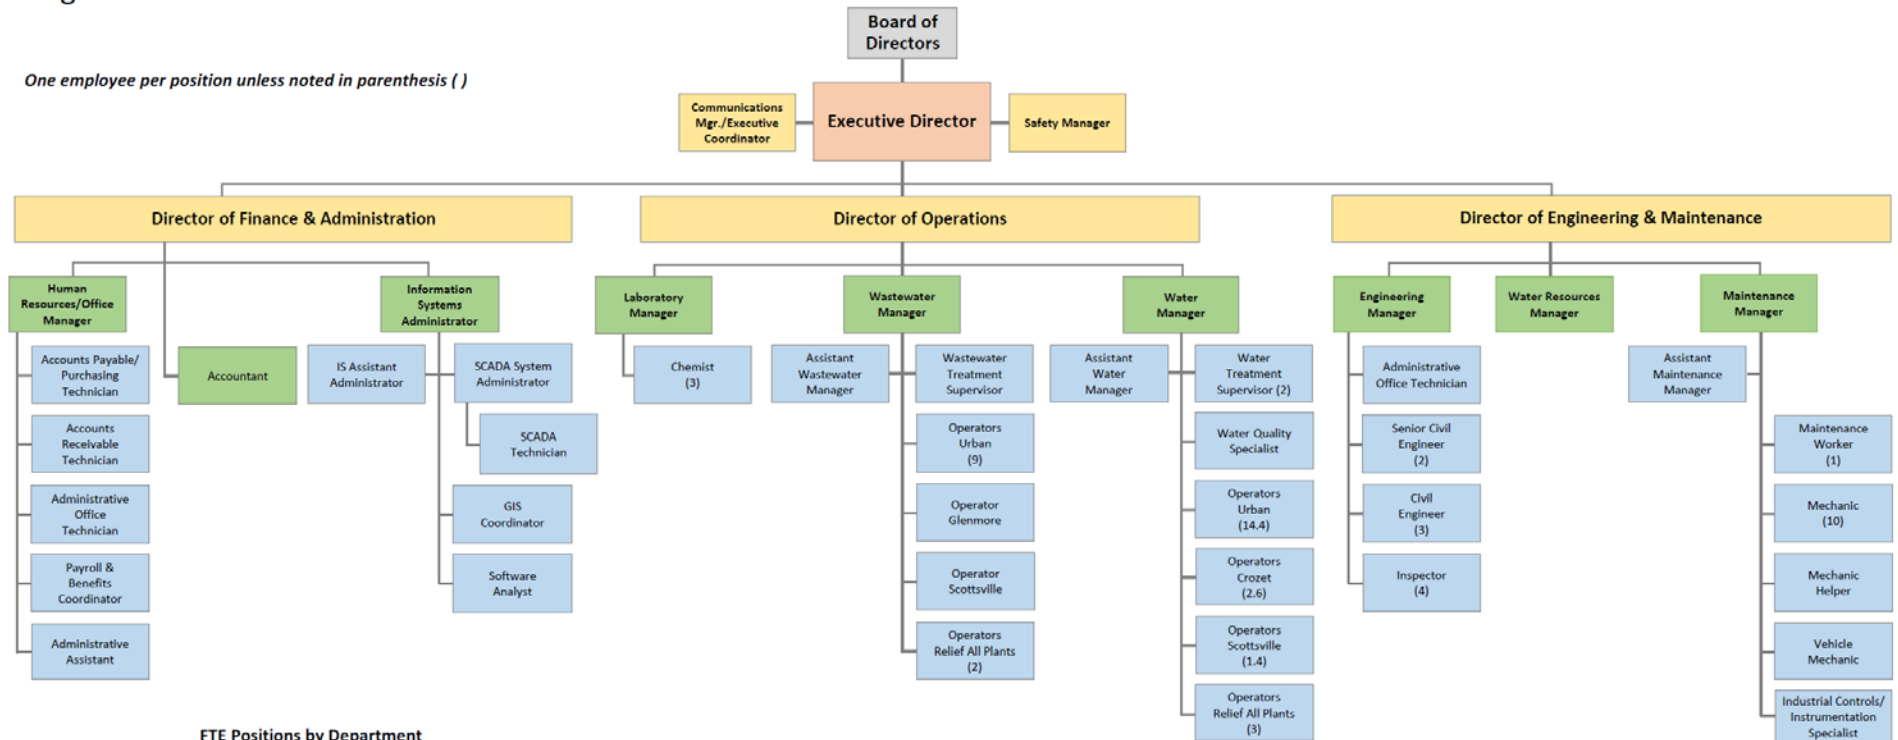 Board of
Directors
One employee per position unless noted in parenthesis ( )
Communications
Mgr./Executive
Coordinator
Executive Director
Safety Manager
Director of Finance & Administration
Director of Operations
Director of Engineering & Maintenance
Human
Resources/Office
Manager
Information
Systems
Administrator
Laboratory
Manager
Wastewater
Manager
Water
Manager
Engineering
Manager
Water Resources
Manager
Maintenance
Manager
Accounts Payable/
Purchasing
Technician
Accountant
IS Assistant
Administrator
SCADA System
Administrator
Chemist
(3)
Assistant
Wastewater
Manager
Wastewater
Treatment
Supervisor
Assistant
Water
Manager
Water
Treatment
Supervisor (2)
Administrative
Office Technician
Assistant
Maintenance
Manager
Accounts
Receivable
Technician
SCADA
Technician
Operators
Urban
(9)
Water Quality
Specialist
Senior Civil
Engineer
(2)
Maintenance
Worker
(1)
Administrative
Office
Technician
GIS
Coordinator
Operator
Glenmore
Operators
Urban
(14.4)
Civil
Engineer
(3)
Mechanic
(10)
Payroll &
Benefits
Coordinator
Software
Analyst
Operator
Scottsville
Operators
Crozet
(2.6)
Inspector
(4)
Mechanic
Helper
Administrative
Assistant
Operators
Relief All Plants
(2)
Operators
Scottsville
(1.4)
Vehicle
Mechanic
Operators
Relief All Plants
(3)
Industrial Controls/
Instrumentation
Specialist
FTE Positions by Department